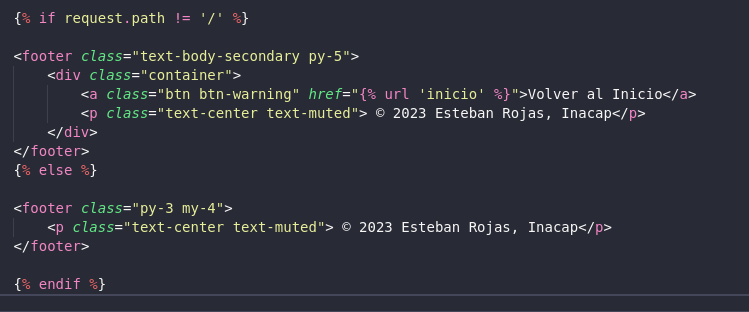 {% if request.path != '/' %}
<footer class="text-body-secondary py-5">
<div class="container">
<a class="btn btn-warning" href="{% url 'inicio' %}">Volver al Inicio</a>
<p class="text-center text-muted"> © 2023 Esteban Rojas, Inacap</p>
</div>
</footer>
{% else %}
<footer class="py-3 my-4">
<p class="text-center text-muted"> © 2023 Esteban Rojas, Inacap</p>
</footer>
{% endif %}